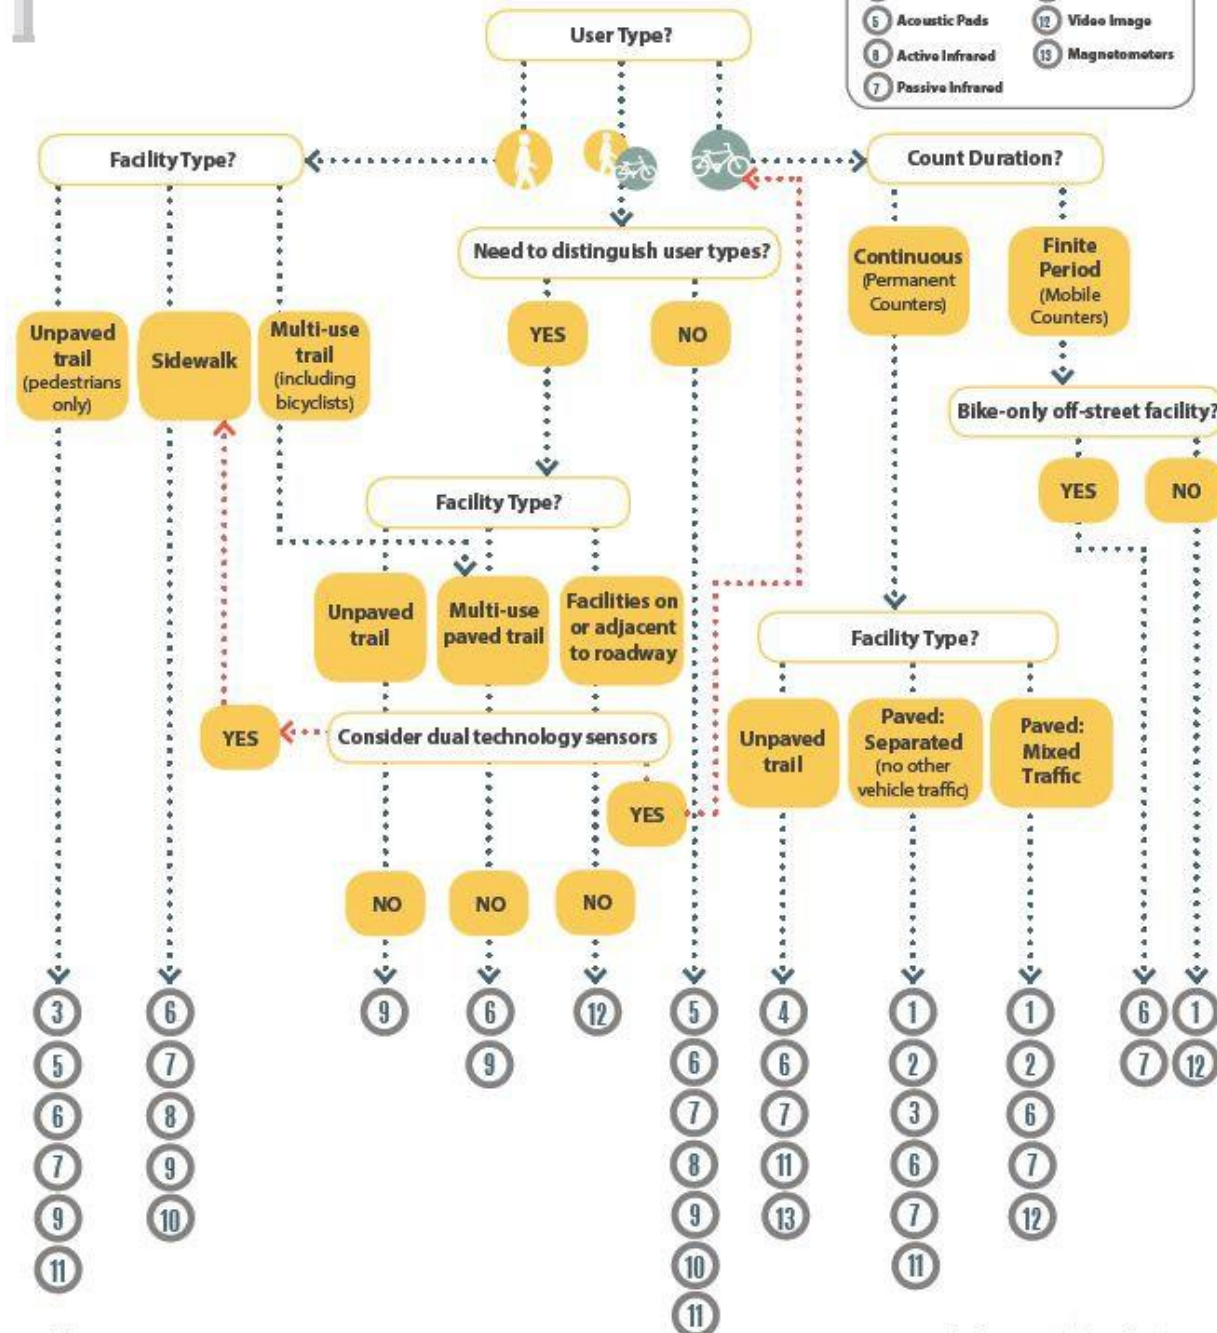 5 Acoustic Pads
12 Video Image
6 Active Infrared
13 Magnetometers
7 Passive Infrared
User Type?
Facility Type?
Count Duration?
Need to distinguish user types?
Continuous
(Permanent
Counters)
Finite
Period
(Mobile
Counters)
Unpaved
trail
(pedestrians
only)
Sidewalk
Multi-use
trail
(including
bicyclists)
YES
NO
Bike-only off-street facility?
YES
NO
Facility Type?
Unpaved
trail
Multi-use
paved trail
Facilities on
or adjacent
to roadway
Facility Type?
YES
Consider dual technology sensors
YES
Unpaved
trail
Paved:
Separated
(no other
vehicle traffic)
Paved:
Mixed
Traffic
NO
NO
NO
3 6 9 6 12 5 4 1 1 6 1
5 7 9 6 6 2 2 7 12
6 8 7 7 3 6
7 9 8 11 6 7
9 10 9 13 7 12
11 10 11
11